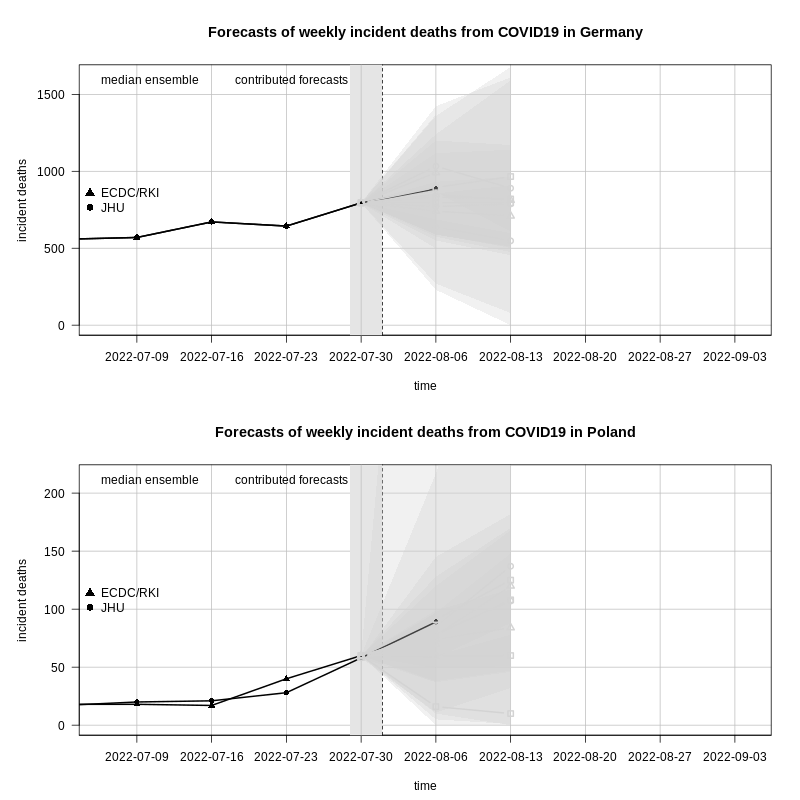 Forecasts of weekly incident deaths from COVID19 in Germany
median ensemble contributed forecasts
1500
1000
ECDC/RKI
JHU
500
0
incident deaths
2022-07-09 2022-07-16 2022-07-23 2022-07-30 2022-08-06 2022-08-13 2022-08-20 2022-08-27 2022-09-03
time
Forecasts of weekly incident deaths from COVID19 in Poland
median ensemble contributed forecasts
200
150
100
ECDC/RKI
JHU
50
0
incident deaths
2022-07-09 2022-07-16 2022-07-23 2022-07-30 2022-08-06 2022-08-13 2022-08-20 2022-08-27 2022-09-03
time